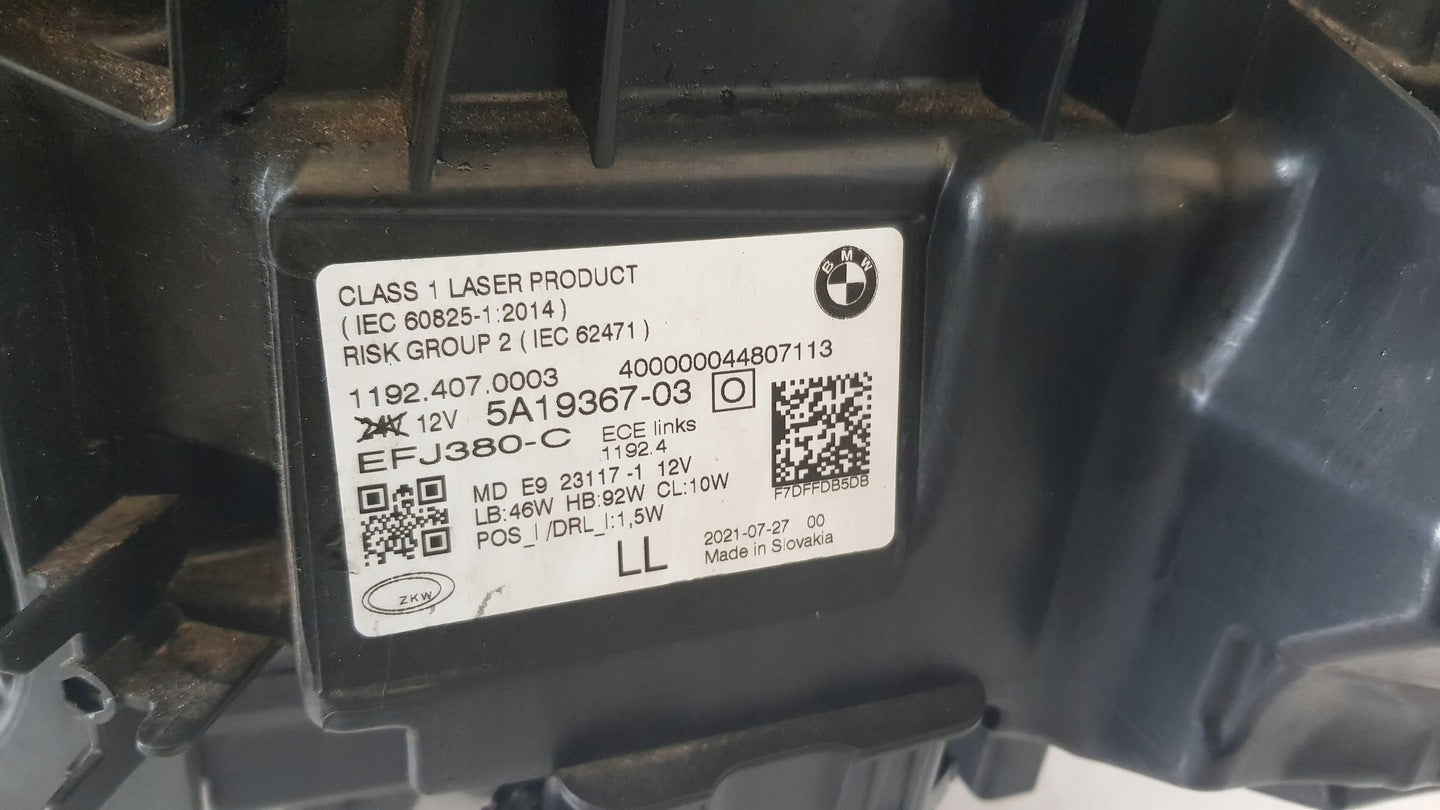 CLASS 1 LASER PRODUCT
( IEC 60825-1:2014 )
RISK GROUP 2 ( IEC 62471 )
BMW
1192.407.0003 400000044807113
24V 12V 5A19367-03 O
EFJ380-C ECE links
1192.4
MD E9 23117 -1 12V
LB:46W HB:92W CL:10W
POS_I /DRL_I:1,5W
F7DFFDB5DB
LL
2021-07-27 00
Made in Slovakia
ZKW